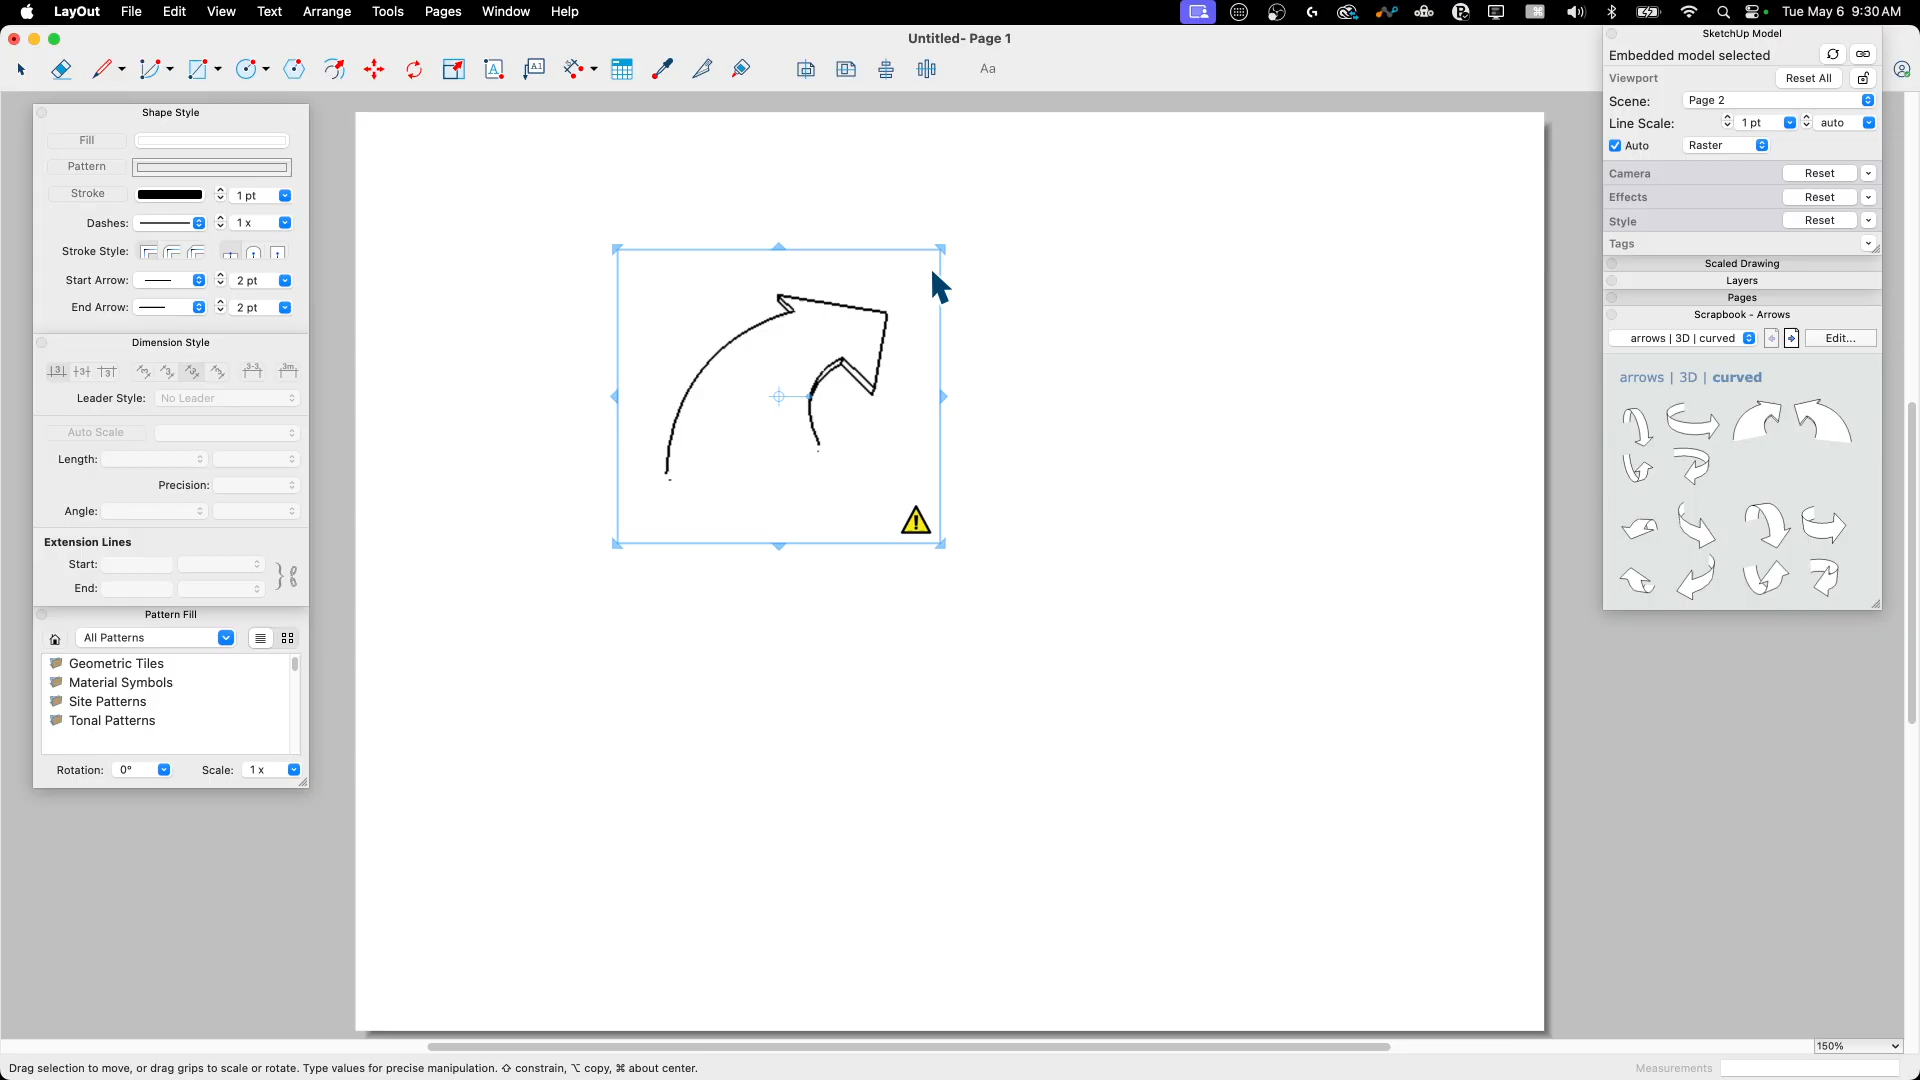 LayOut File Edit View Text Arrange Tools Pages Window Help
Tue May 6 9:30 AM
Untitled- Page 1
A1
Aa
Shape Style
Fill
Pattern
Stroke 1 pt
Dashes: 1 x
Stroke Style:
Start Arrow: 2 pt
End Arrow: 2 pt
Dimension Style
Leader Style: No Leader
Auto Scale
Length:
Precision:
Angle:
Extension Lines
Start:
End:
Pattern Fill
All Patterns
Geometric Tiles
Material Symbols
Site Patterns
Tonal Patterns
Rotation: 0° Scale: 1 x
SketchUp Model
Embedded model selected
Viewport Reset All
Scene: Page 2
Line Scale: 1 pt auto
Auto Raster
Camera Reset
Effects Reset
Style Reset
Tags
Scaled Drawing
Layers
Pages
Scrapbook - Arrows
arrows | 3D | curved Edit...
arrows | 3D | curved
150%
Drag selection to move, or drag grips to scale or rotate. Type values for precise manipulation. ⇧ constrain, ⌥ copy, ⌘ about center.
Measurements